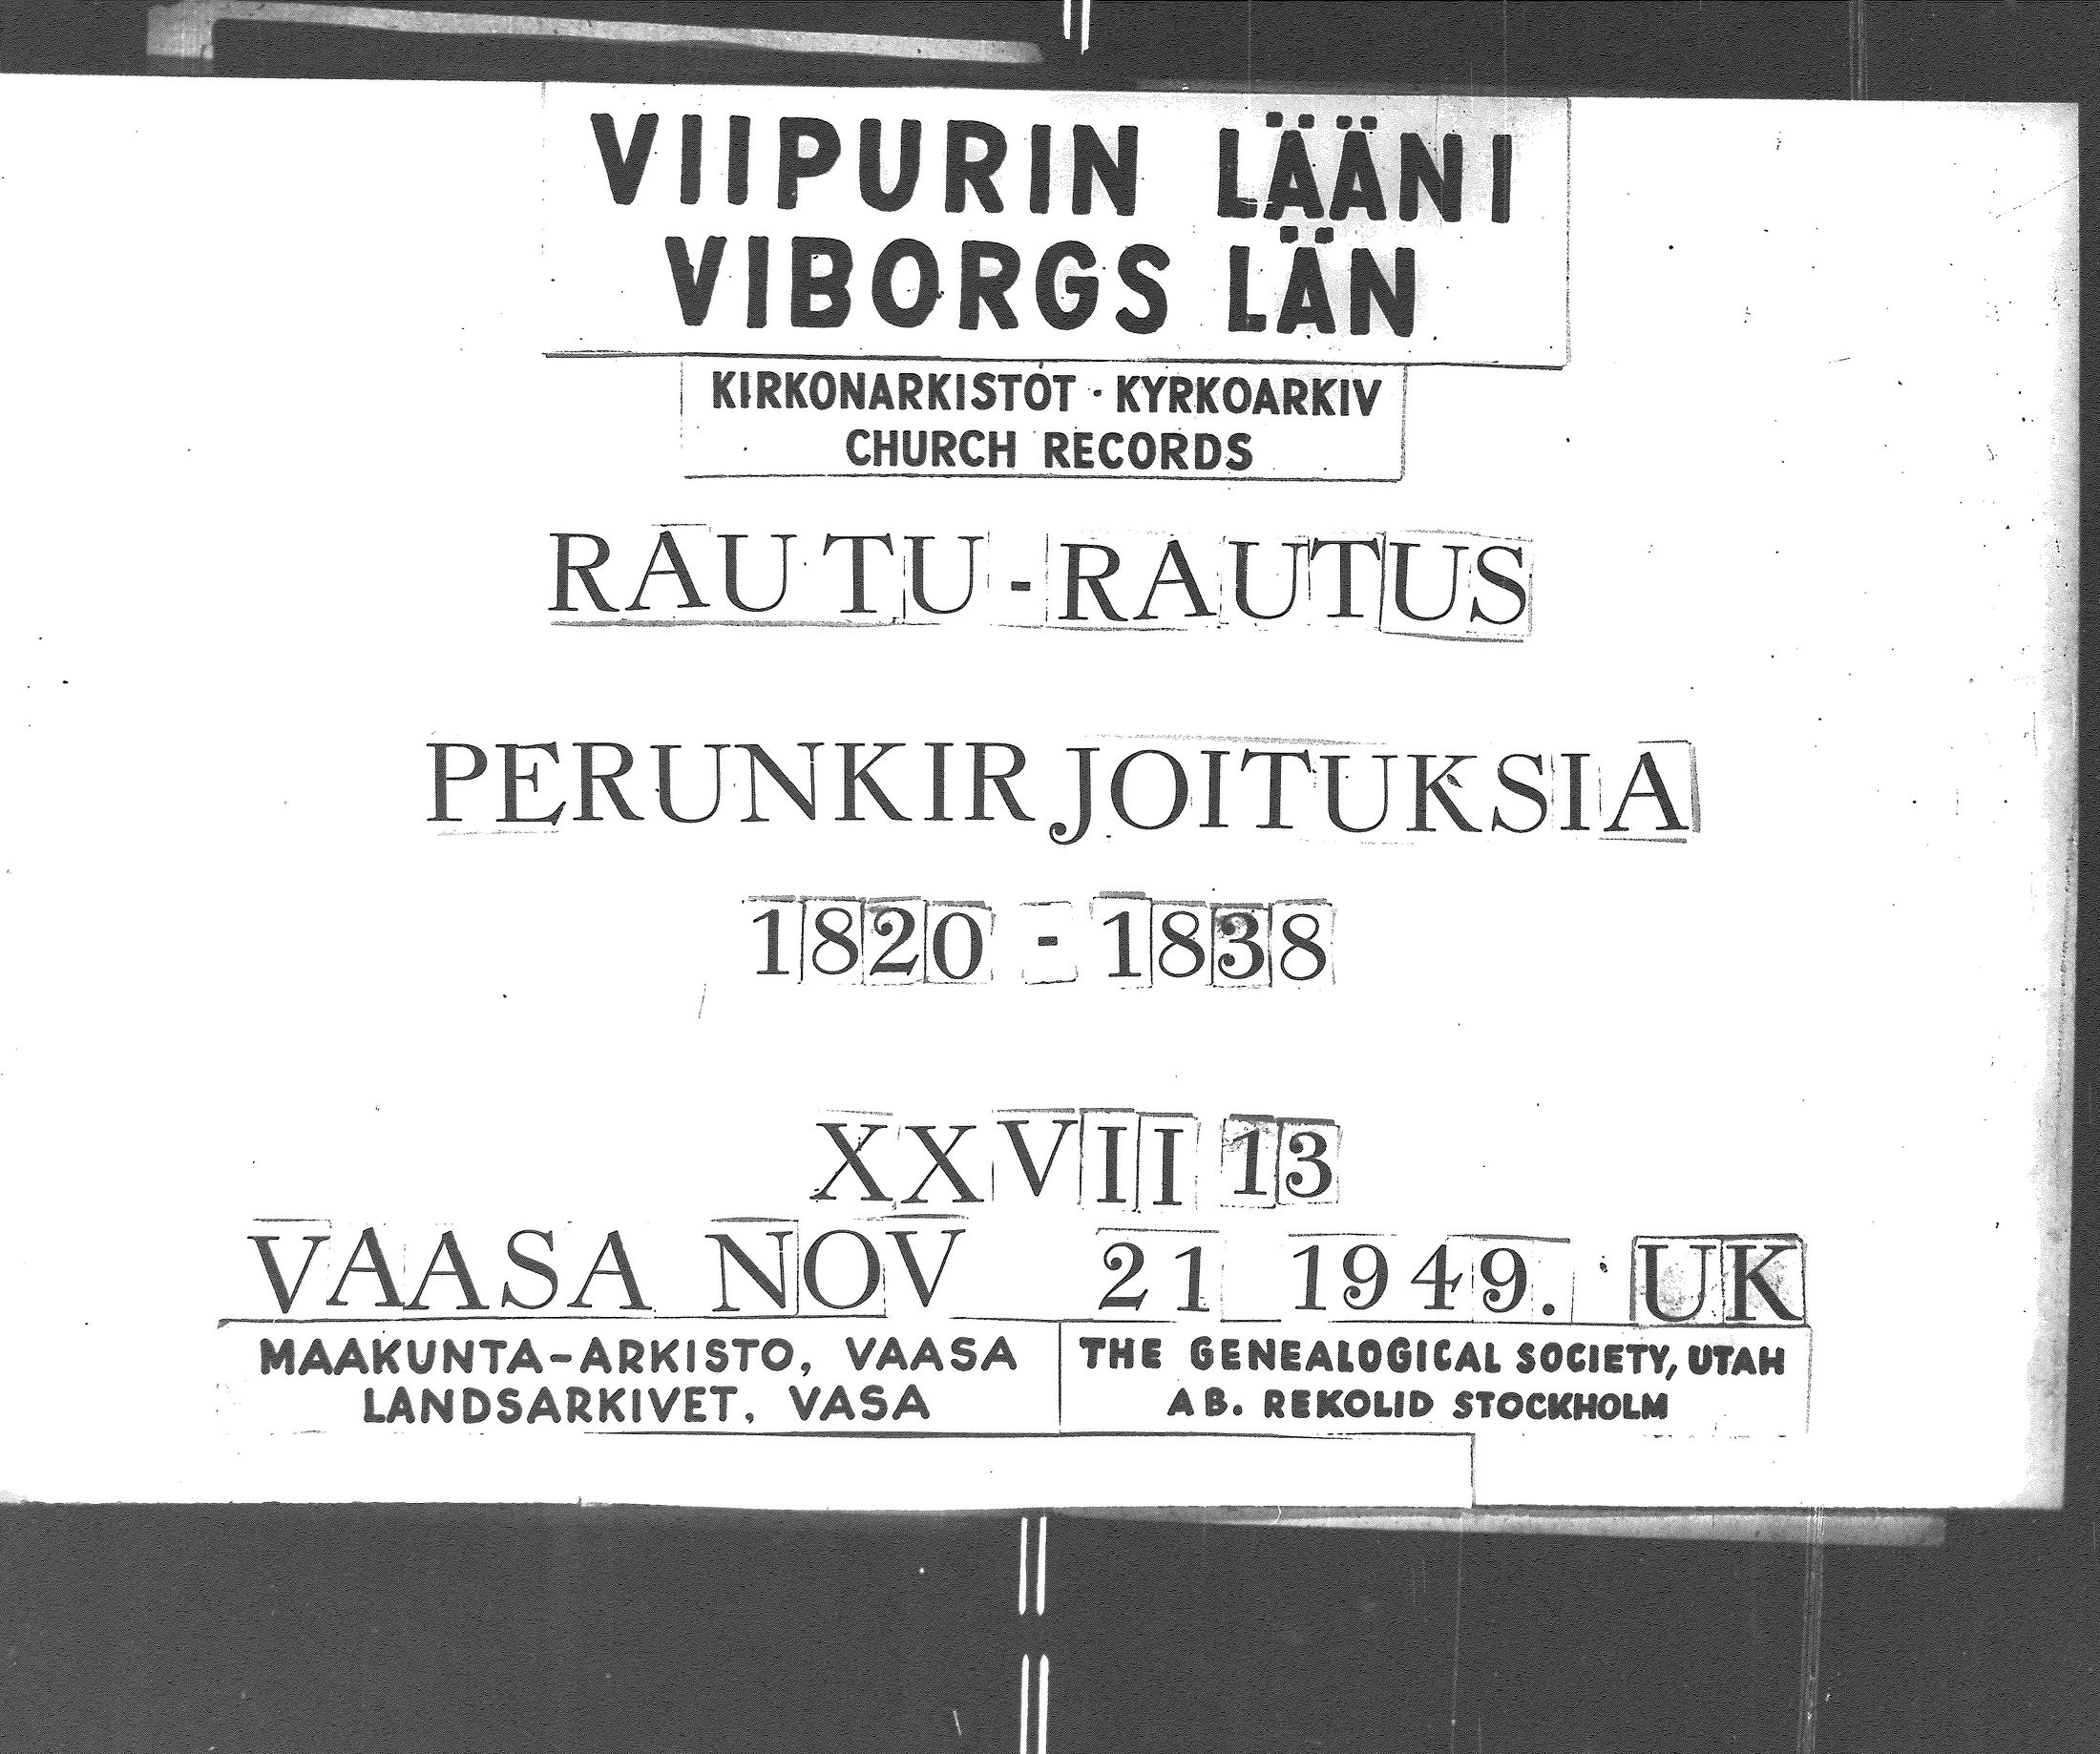 VIIPURIN LÄÄNI
VIBORGS LÄN
KIRKONARKISTOT · KYRKOARKIV
CHURCH RECORDS
RAUTU - RAUTUS
PERUNKIRJOITUKSIA
1820 - 1838
XXVII 13
VAASA NOV 21 1949. UK
MAAKUNTA-ARKISTO, VAASA
LANDSARKIVET, VASA
THE GENEALOGICAL SOCIETY, UTAH
AB. REKOLID STOCKHOLM